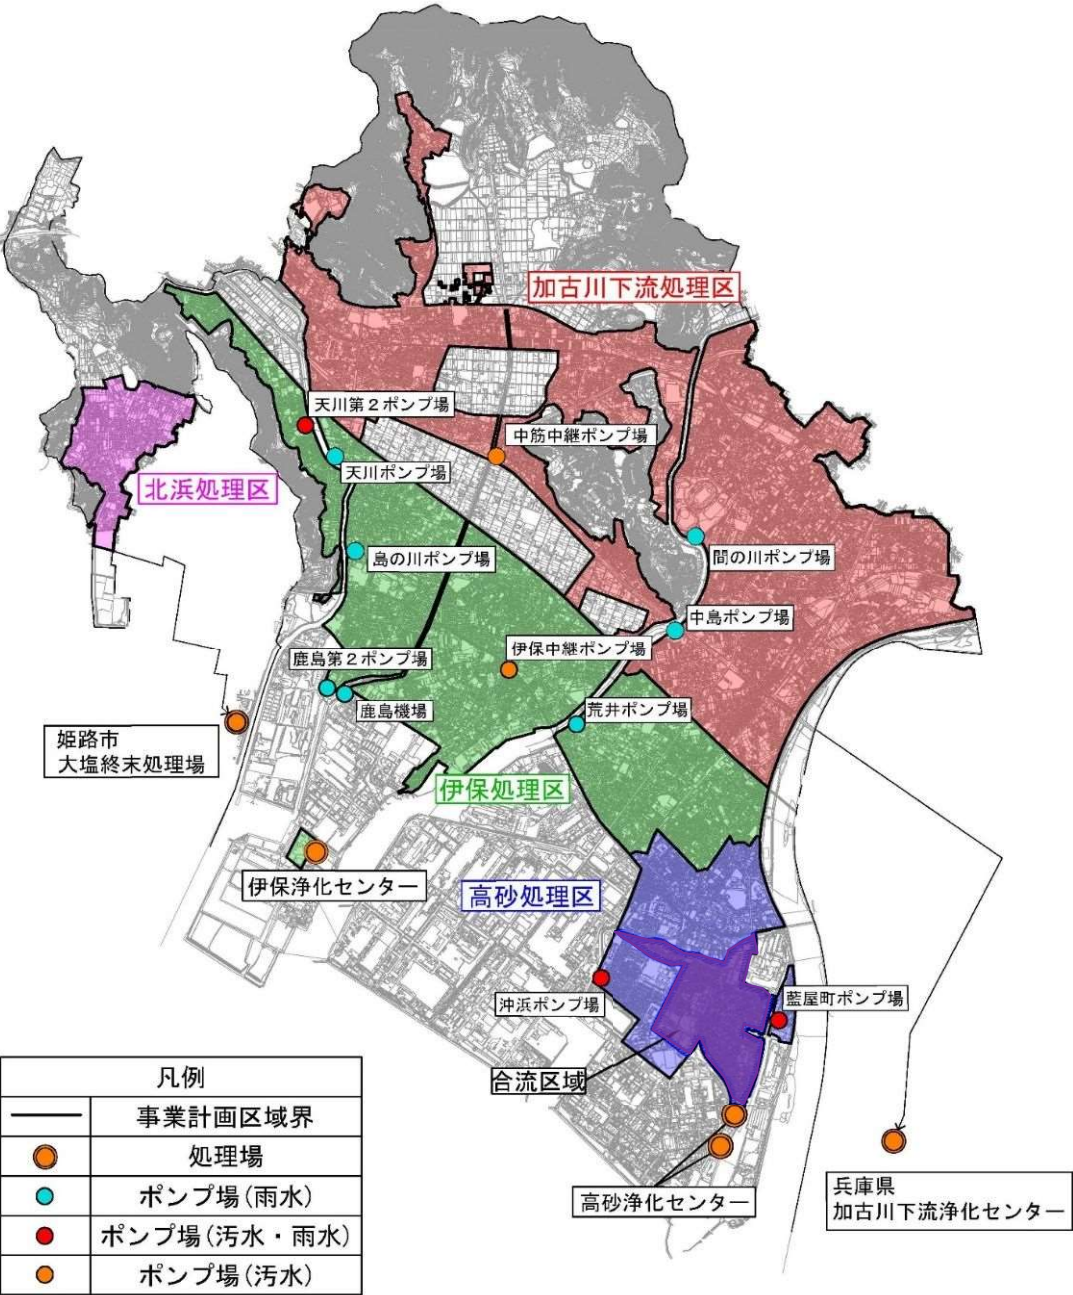 加古川下流処理区
天川第２ポンプ場
中筋中継ポンプ場
天川ポンプ場
北浜処理区
島の川ポンプ場
間の川ポンプ場
中島ポンプ場
鹿島第２ポンプ場
伊保中継ポンプ場
鹿島機場
荒井ポンプ場
姫路市
大塩終末処理場
伊保処理区
伊保浄化センター
高砂処理区
沖浜ポンプ場
藍屋町ポンプ場
合流区域
高砂浄化センター
兵庫県
加古川下流浄化センター
凡例
事業計画区域界
処理場
ポンプ場(雨水)
ポンプ場(汚水・雨水)
ポンプ場(汚水)